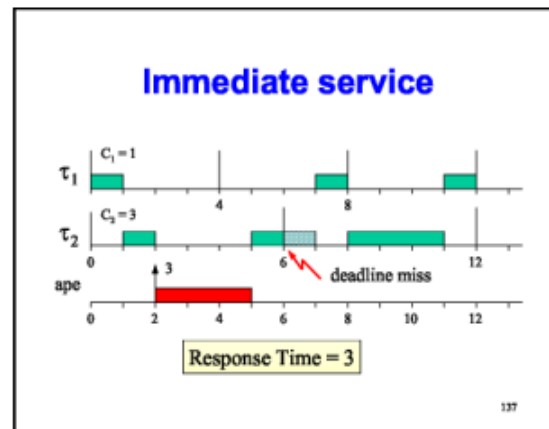 Immediate service
C₁ = 1
τ₁
4 8
C₂ = 3
τ₂
0 6 12
deadline miss
3
ape
0 2 4 6 8 10 12
Response Time = 3
137